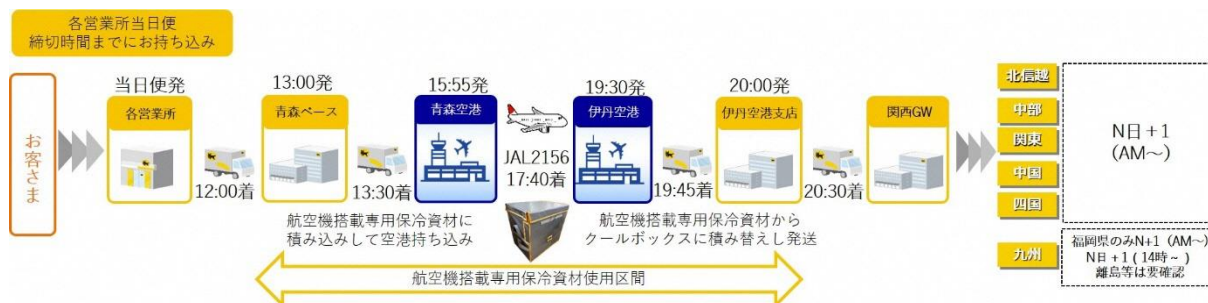 各営業所当日便
締切時間までにお持ち込み
お客さま
当日便発
各営業所
12:00着
13:00発
青森ベース
13:30着
15:55発
青森空港
JAL2156
17:40着
19:30発
伊丹空港
19:45着
20:00発
伊丹空港支店
20:30着
関西GW
航空機搭載専用保冷資材に
積み込みして空港持ち込み
航空機搭載専用保冷資材から
クールボックスに積み替えし発送
航空機搭載専用保冷資材使用区間
北信越
中部
関東
中国
四国
N日+1
（AM～）
九州
福岡県のみN+1（AM～）
N日+1（14時～）
離島等は要確認